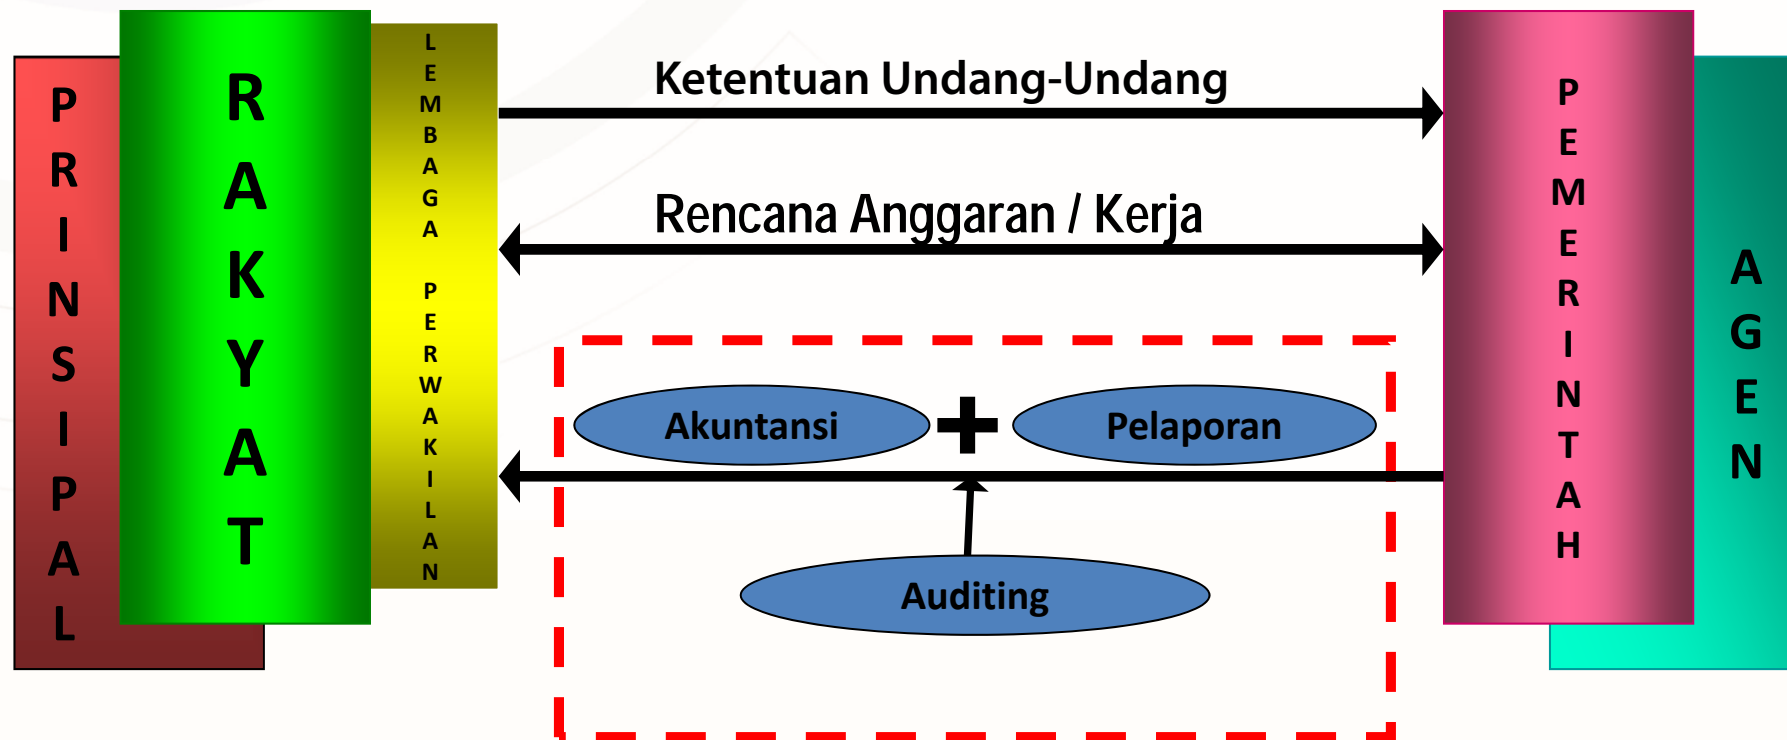 PRINSIPAL
RAKYAT
LEMBAGA PERWAKILAN
Ketentuan Undang-Undang
Rencana Anggaran / Kerja
Akuntansi
Pelaporan
Auditing
PEMERINTAH
AGEN